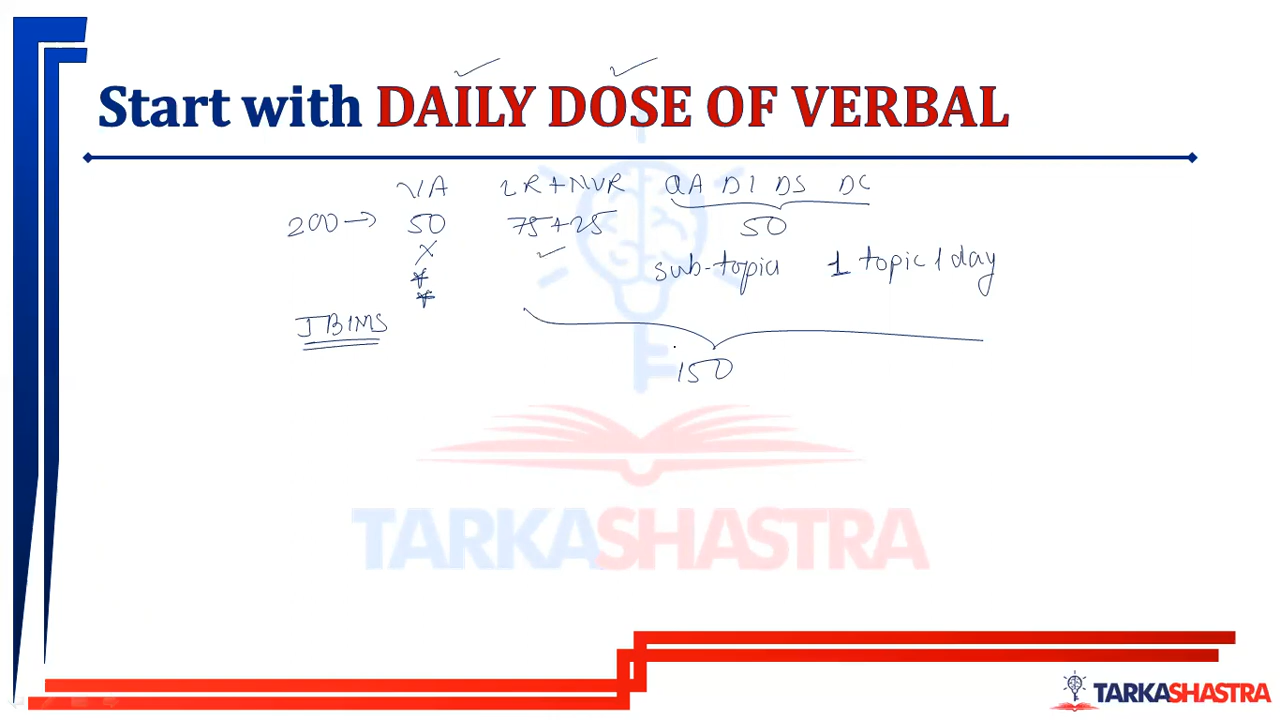 Start with DAILY DOSE OF VERBAL
VA LR+NVR QA DI DS DC
200 → 50 75+25 50
X sub-topic 1 topic 1 day
JBIMS
150
TARKASHASTRA
TARKASHASTRA